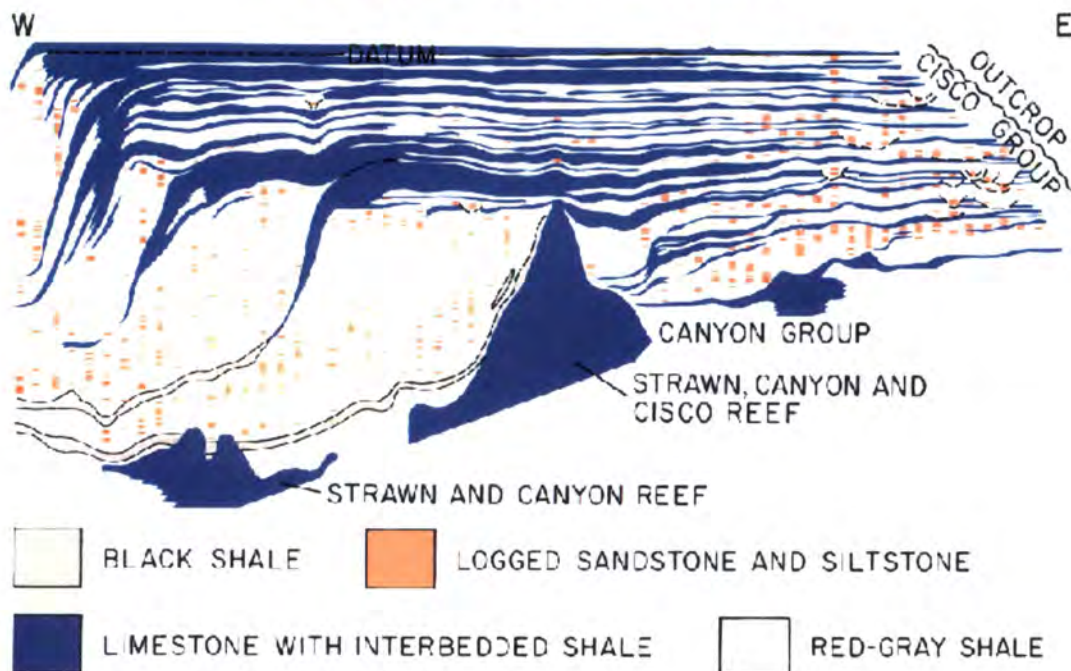 W
E
DATUM
OUTCROP
CISCO GROUP
CANYON GROUP
STRAWN, CANYON AND
CISCO REEF
STRAWN AND CANYON REEF
BLACK SHALE
LOGGED SANDSTONE AND SILTSTONE
LIMESTONE WITH INTERBEDDED SHALE
RED-GRAY SHALE